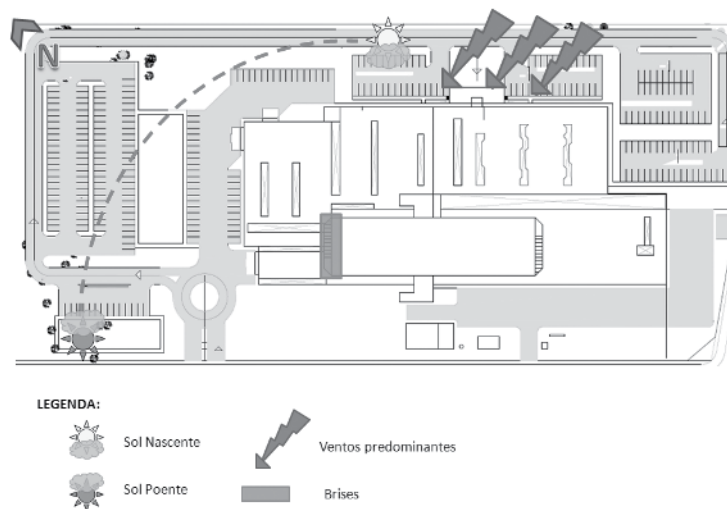 N
LEGENDA:
Sol Nascente
Ventos predominantes
Sol Poente
Brises